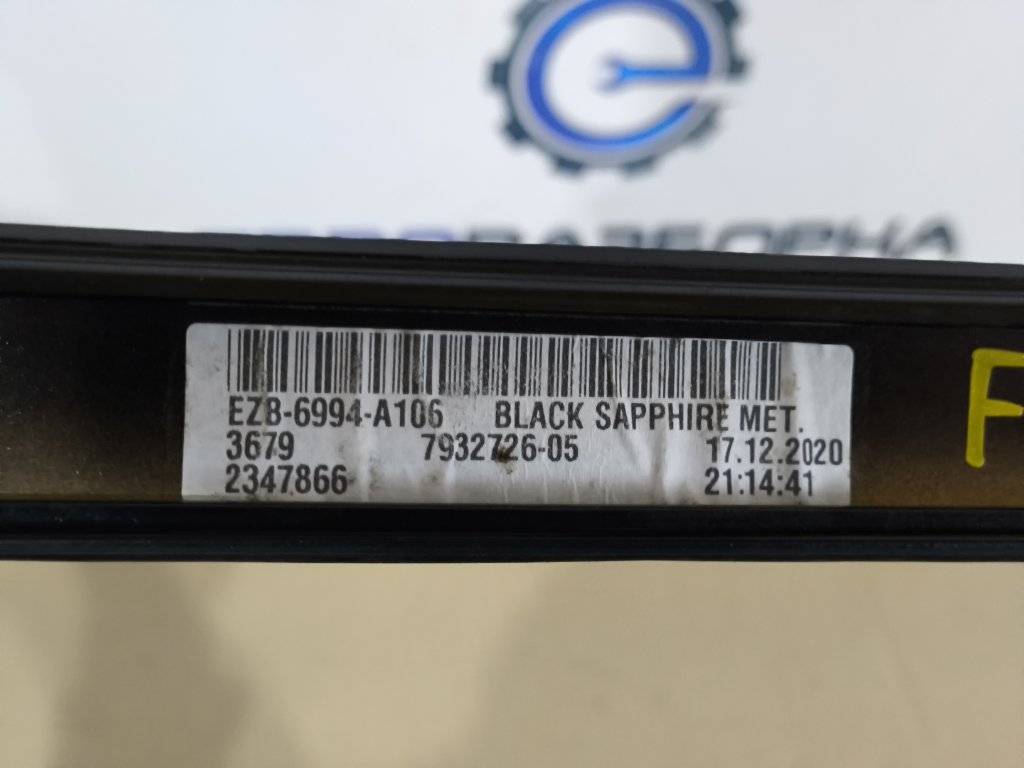 EZB-6994-A106 BLACK SAPPHIRE MET.
3679 7932726-05 17.12.2020
2347866 21:14:41
F